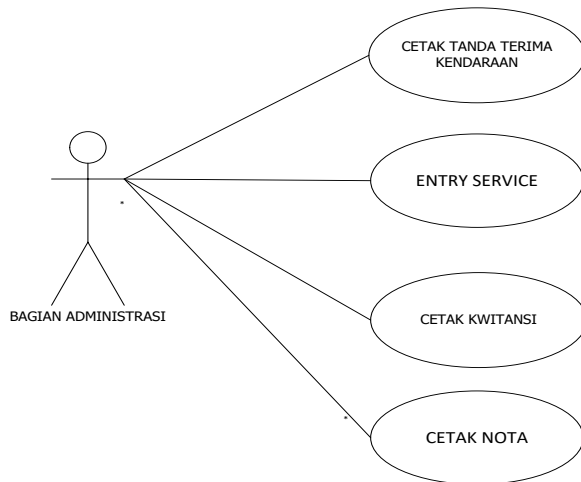 CETAK TANDA TERIMA
KENDARAAN
ENTRY SERVICE
*
BAGIAN ADMINISTRASI
CETAK KWITANSI
*
CETAK NOTA